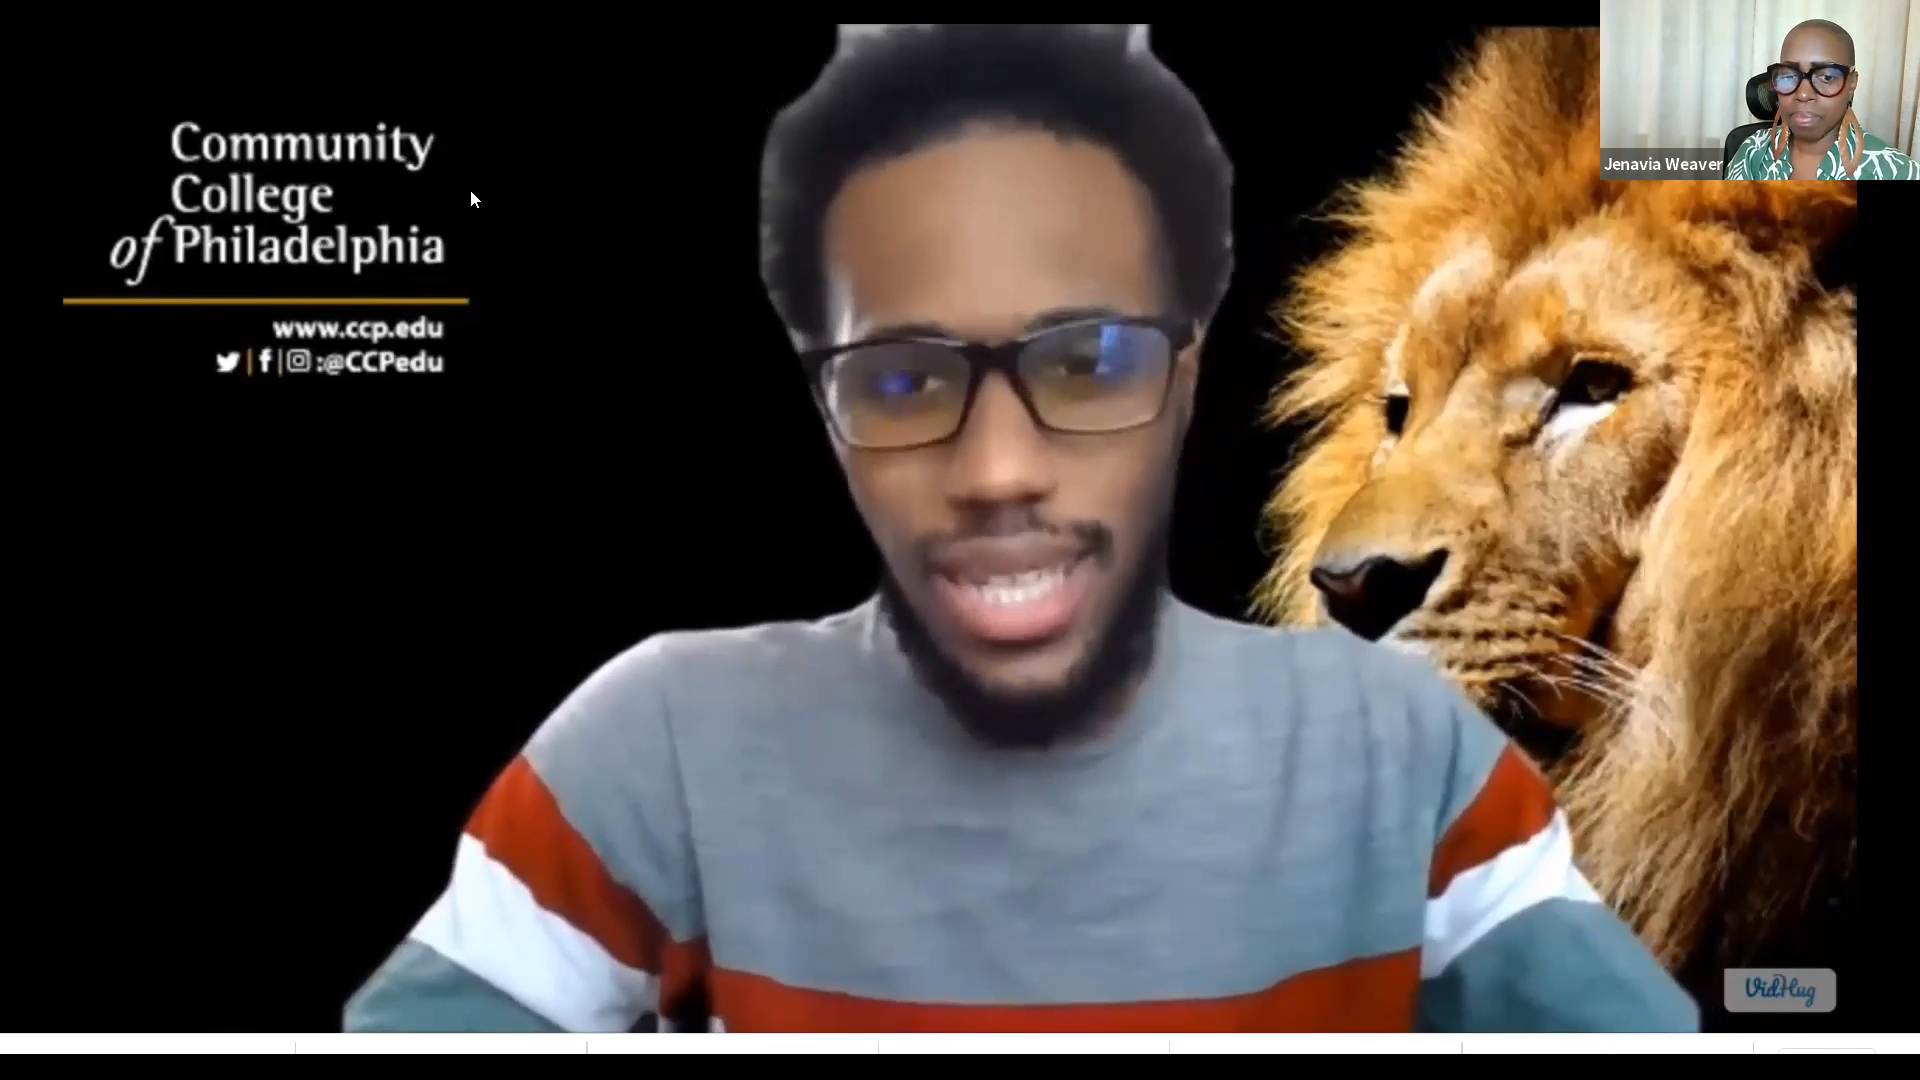 Community
College
of Philadelphia
www.ccp.edu
| f | :@CCPedu
Jenavia Weaver
VidHug